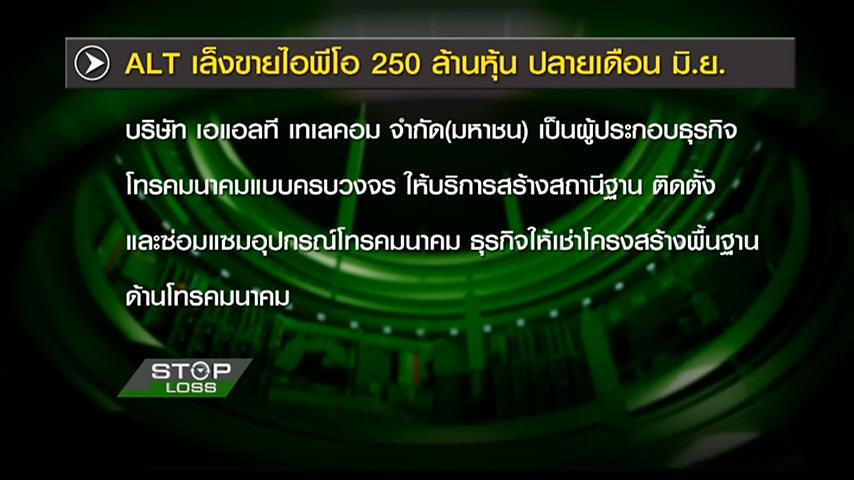 ALT เล็งขายไอพีโอ 250 ล้านหุ้น ปลายเดือน มิ.ย.
บริษัท เอแอลที เทเลคอม จำกัด(มหาชน) เป็นผู้ประกอบธุรกิจ
โทรคมนาคมแบบครบวงจร ให้บริการสร้างสถานีฐาน ติดตั้ง
และซ่อมแซมอุปกรณ์โทรคมนาคม ธุรกิจให้เช่าโครงสร้างพื้นฐาน
ด้านโทรคมนาคม
STOP
LOSS